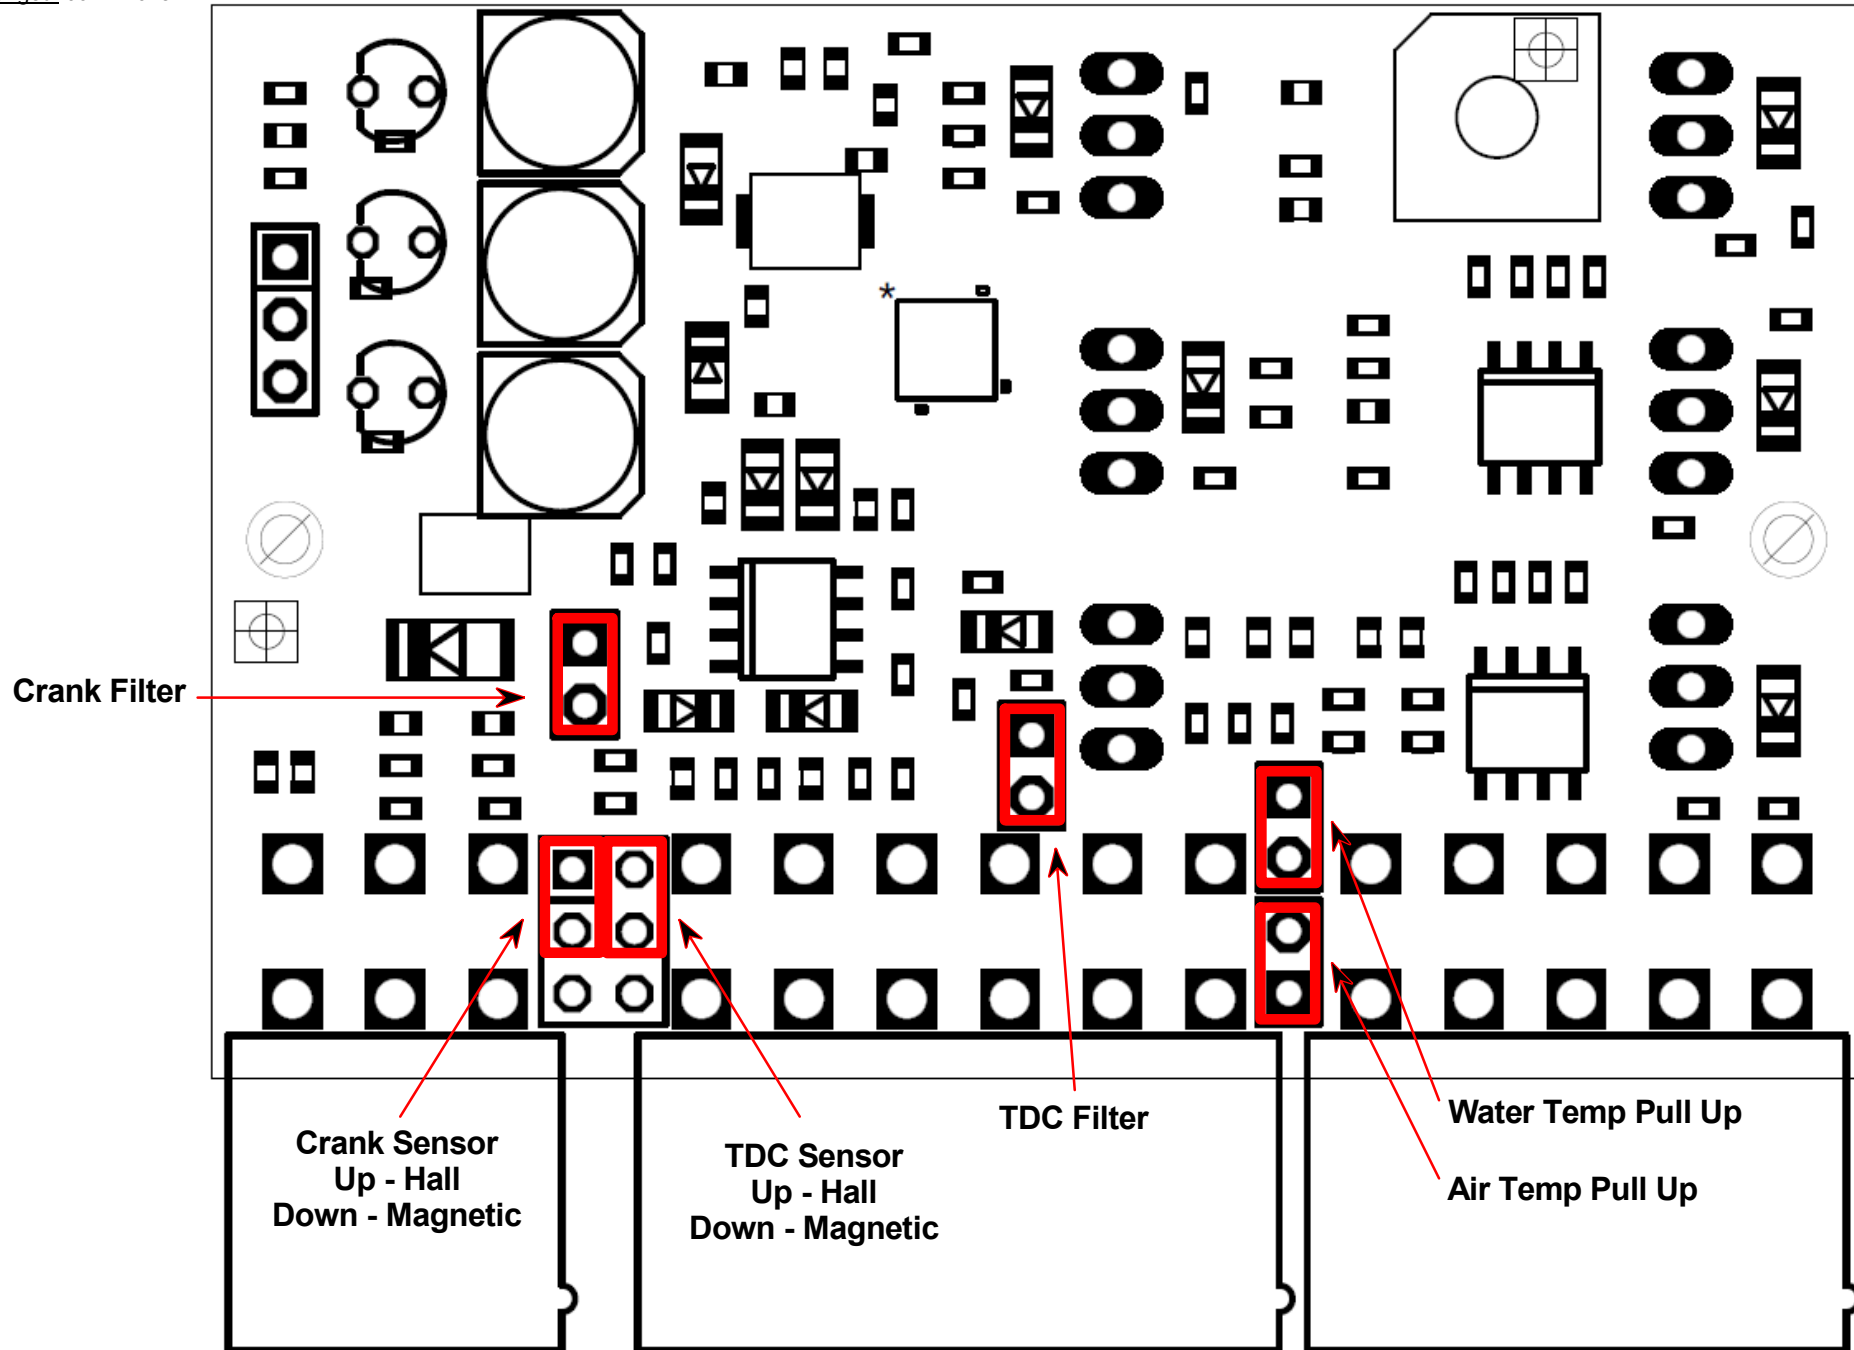 *
Crank Filter
Crank Sensor
Up - Hall
Down - Magnetic
TDC Sensor
Up - Hall
Down - Magnetic
TDC Filter
Water Temp Pull Up
Air Temp Pull Up